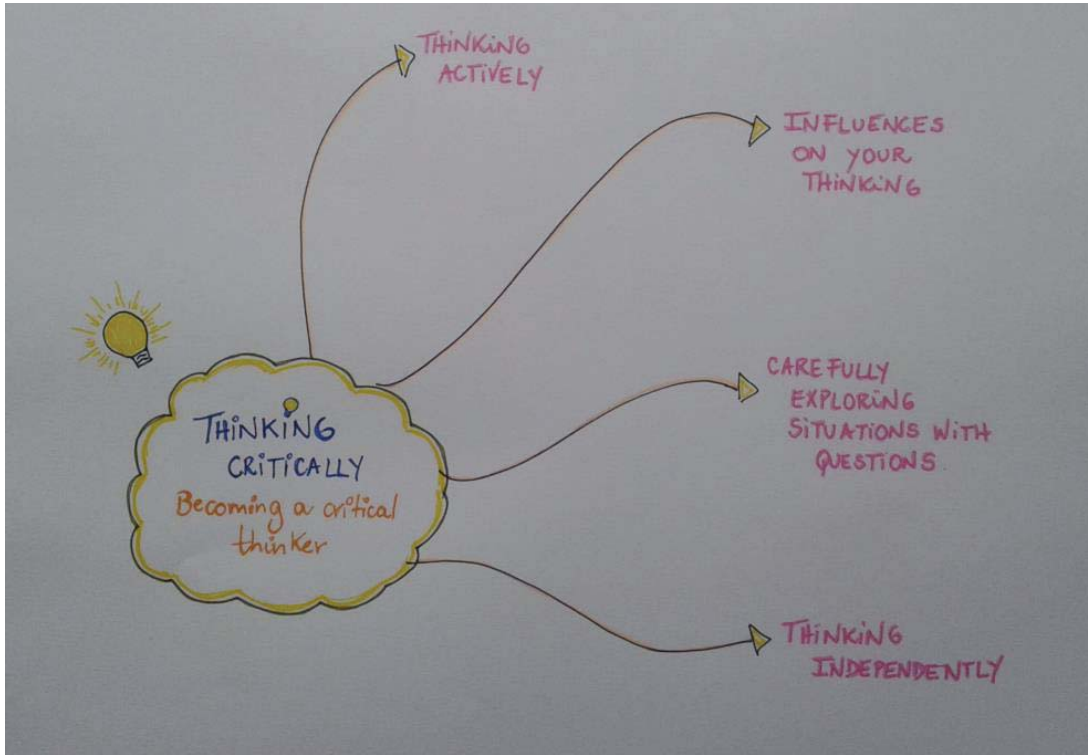 THiNKiNG
ACTiVELY
INFLUENCES
ON YOUR
THiNKiNG
THiNKiNG
CRiTiCALLY
Becoming a critical
thinker
CAREFULLY
EXPLORiNG
SiTUATiONS WiTH
QUESTiONS.
THiNKiNG
INDEPENDENTLY